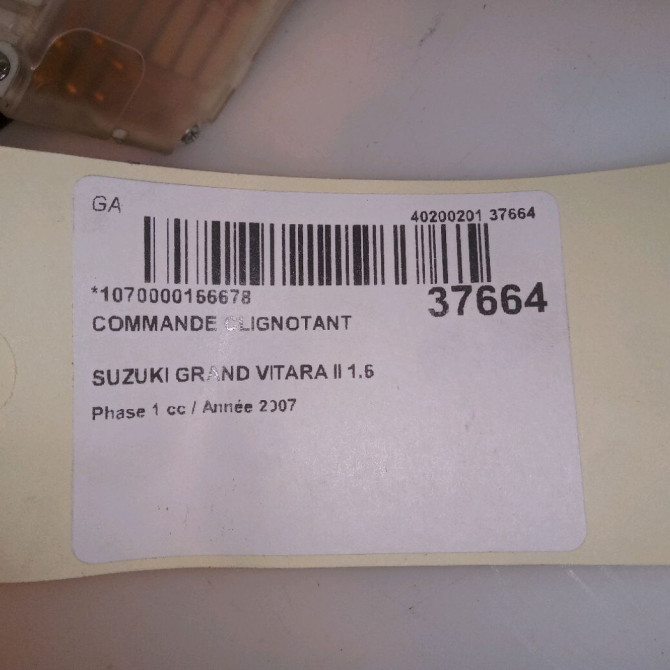 GA
40200201 37664
*1070000166678
37664
COMMANDE CLIGNOTANT
SUZUKI GRAND VITARA II 1.6
Phase 1 cc / Année 2007